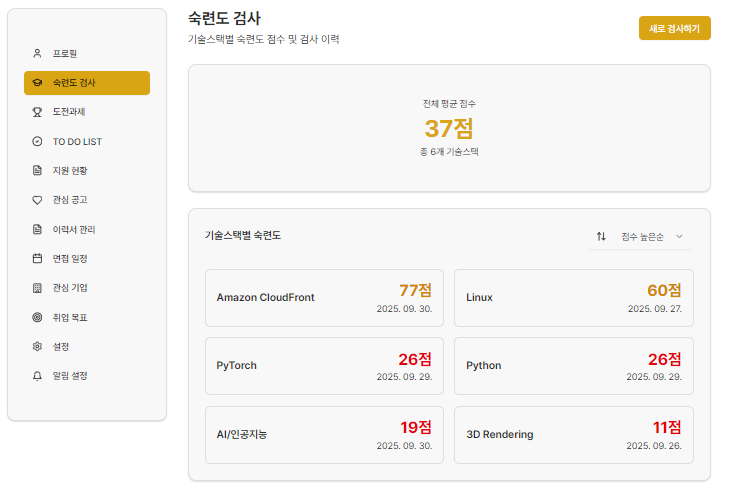 프로필
숙련도 검사
도전과제
TO DO LIST
지원 현황
관심 공고
이력서 관리
면접 일정
관심 기업
취업 목표
설정
알림 설정
숙련도 검사
기술스택별 숙련도 점수 및 검사 이력
새로 검사하기
전체 평균 점수
37점
총 6개 기술스택
기술스택별 숙련도
점수 높은순
Amazon CloudFront
77점
2025. 09. 30.
Linux
60점
2025. 09. 27.
PyTorch
26점
2025. 09. 29.
Python
26점
2025. 09. 29.
AI/인공지능
19점
2025. 09. 30.
3D Rendering
11점
2025. 09. 26.